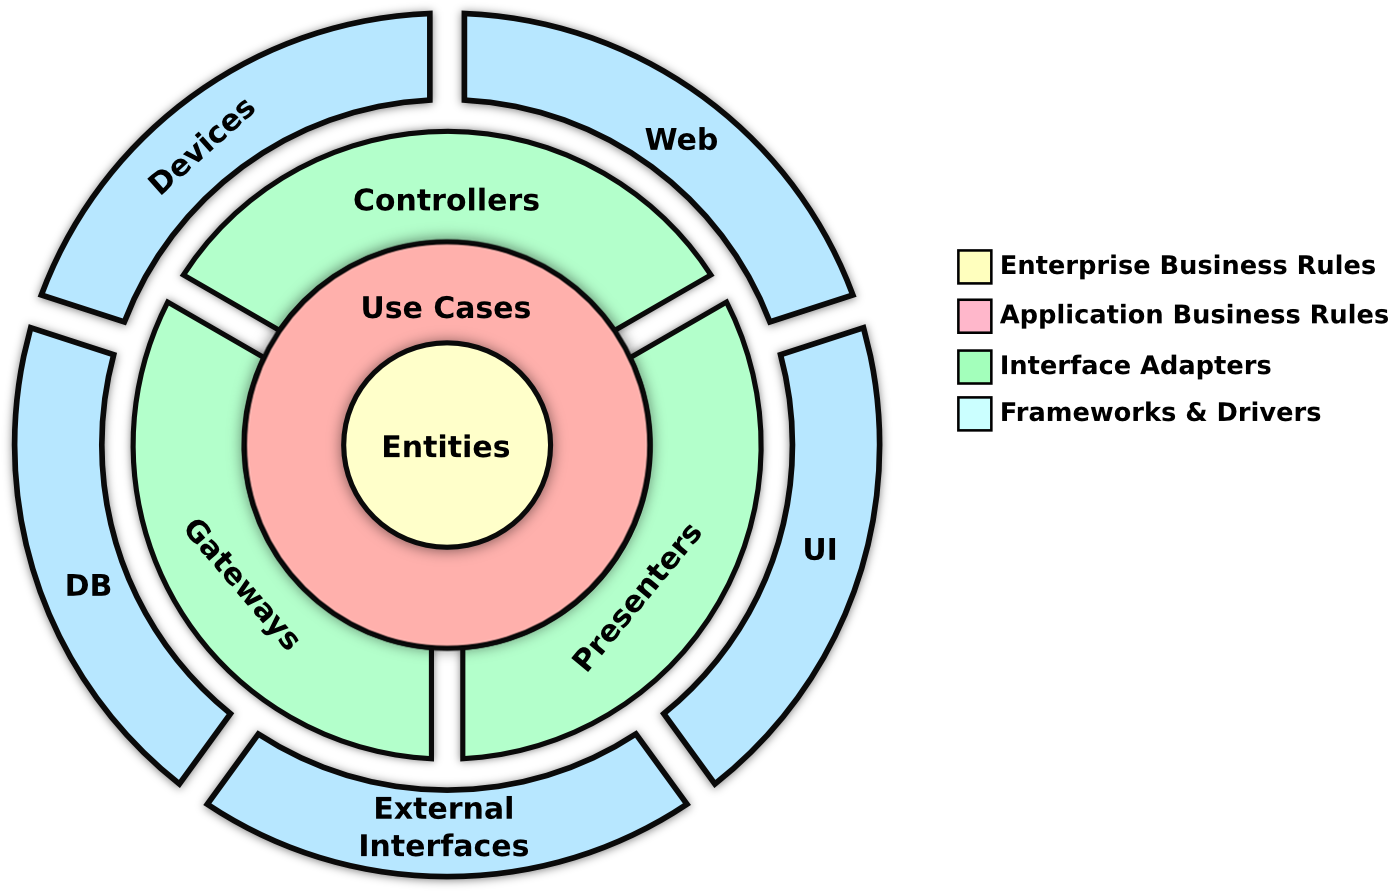 Devices
Web
Controllers
Use Cases
Entities
Gateways
Presenters
DB
UI
External
Interfaces
Enterprise Business Rules
Application Business Rules
Interface Adapters
Frameworks & Drivers